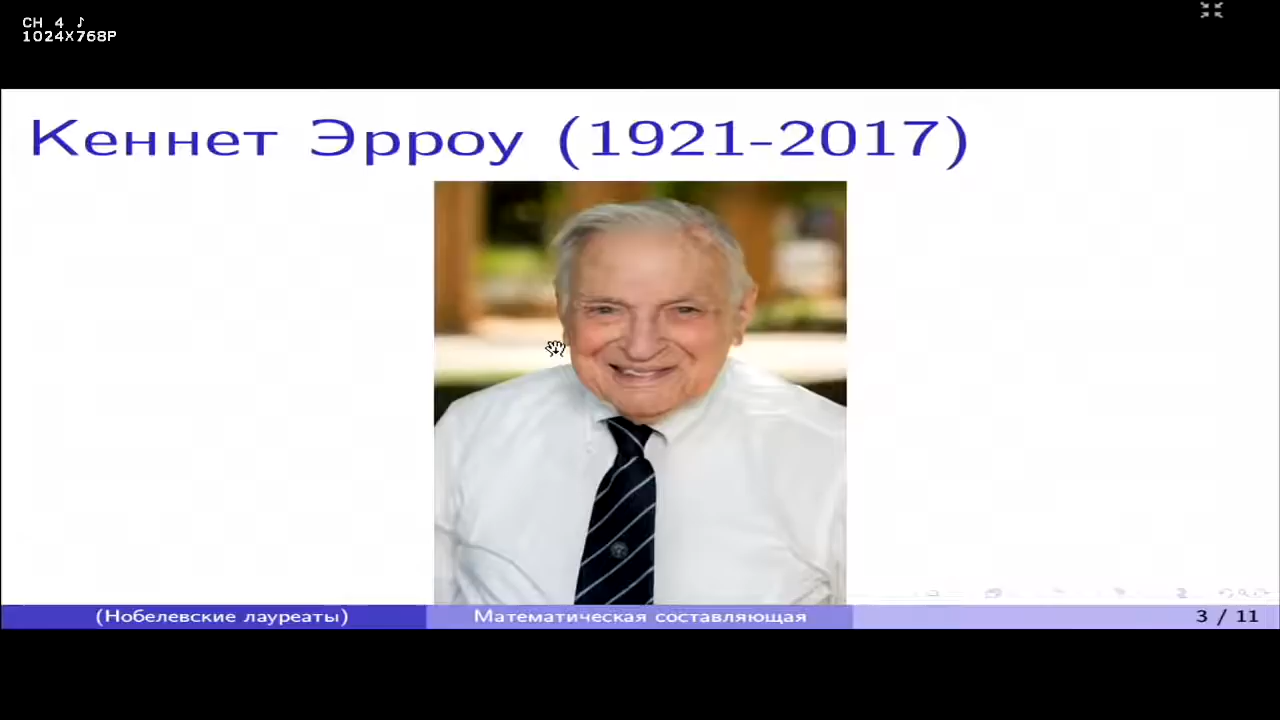 CH 4 ♪
1024X768P
Кеннет Эрроу (1921-2017)
(Нобелевские лауреаты)
Математическая составляющая
3 / 11